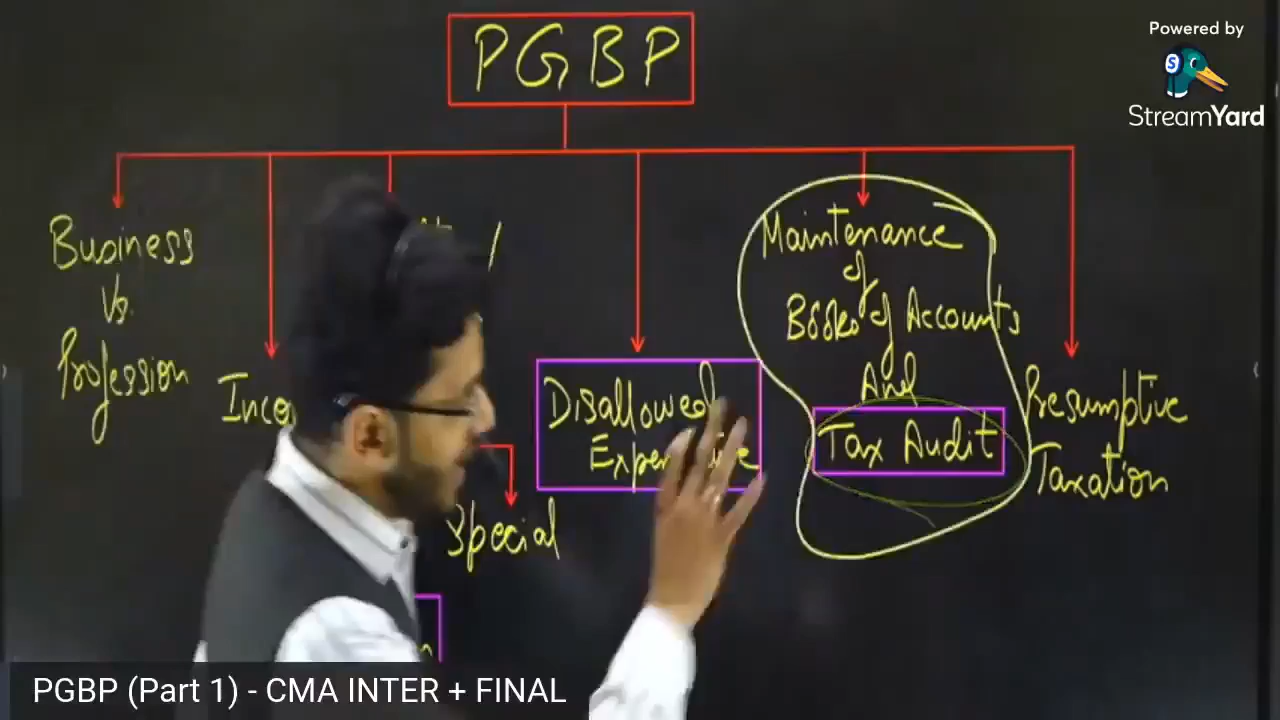 Powered by
StreamYard
PGBP
Business
Vs.
Profession
Disallowed
Maintenance
of
Books of Accounts
And
Tax Audit
Presumptive
Taxation
Special
PGBP (Part 1) - CMA INTER + FINAL